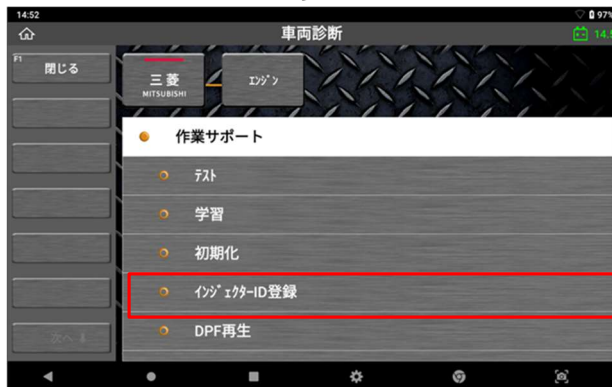 14:52
97%
車両診断
14.5
F1
閉じる
三菱
MITSUBISHI
エンジン
作業サポート
テスト
学習
初期化
インジェクターID登録
DPF再生
次へ ↓